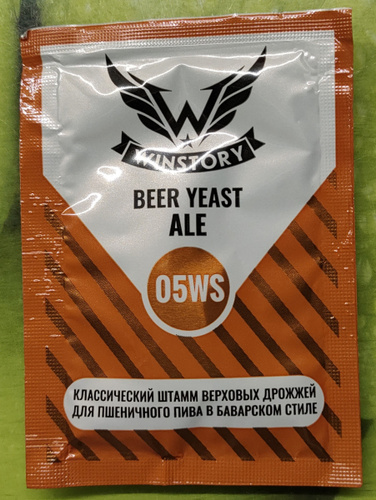 WINSTORY
BEER YEAST
ALE
05WS
КЛАССИЧЕСКИЙ ШТАММ ВЕРХОВЫХ ДРОЖЖЕЙ
ДЛЯ ПШЕНИЧНОГО ПИВА В БАВАРСКОМ СТИЛЕ